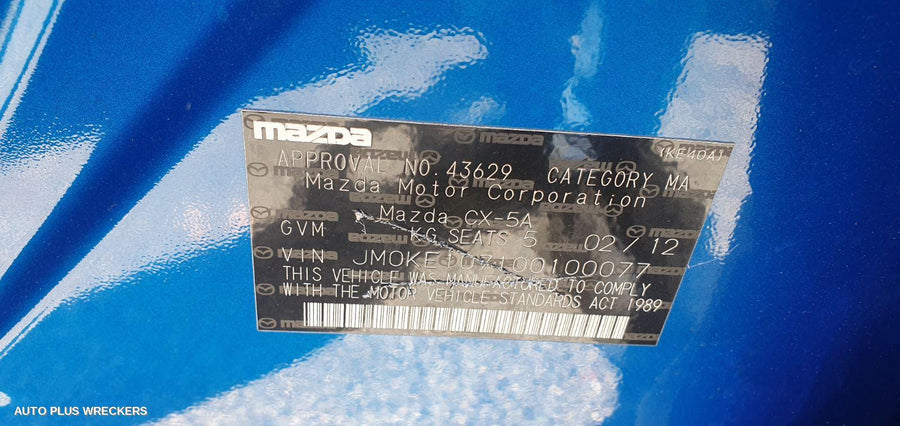 mazda
(KE40A)
APPROVAL NO. 43629 CATEGORY MA
Mazda Motor Corporation
Mazda CX-5A
GVM KG SEATS 5 02/12
VIN
THIS VEHICLE WAS MANUFACTURED TO COMPLY
WITH THE MOTOR VEHICLE STANDARDS ACT 1989
AUTO PLUS WRECKERS